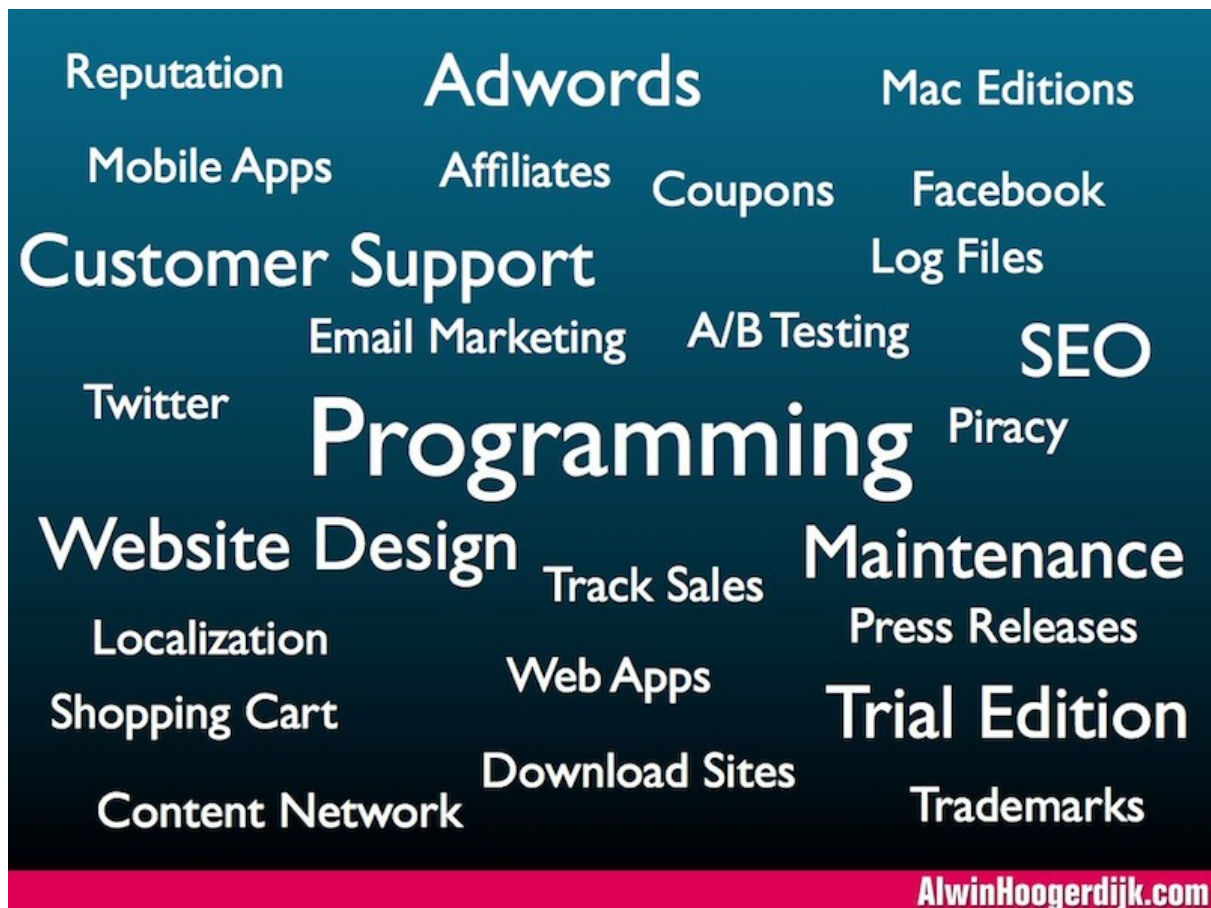 Reputation
Adwords
Mac Editions
Mobile Apps
Affiliates
Coupons
Facebook
Customer Support
Log Files
Email Marketing
A/B Testing
SEO
Twitter
Programming
Piracy
Website Design
Track Sales
Maintenance
Localization
Web Apps
Press Releases
Shopping Cart
Trial Edition
Download Sites
Content Network
Trademarks
AlwinHoogerdijk.com